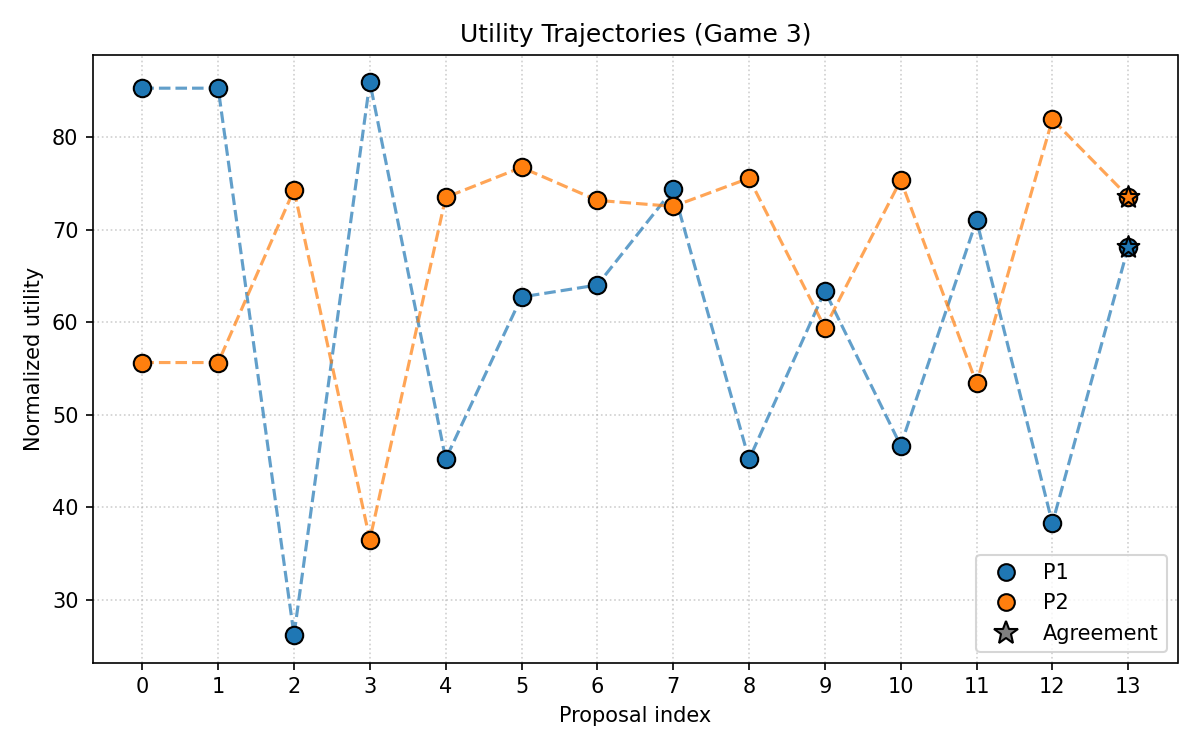 Utility Trajectories (Game 3)
Normalized utility
80
70
60
50
40
30
P1
P2
Agreement
0 1 2 3 4 5 6 7 8 9 10 11 12 13
Proposal index